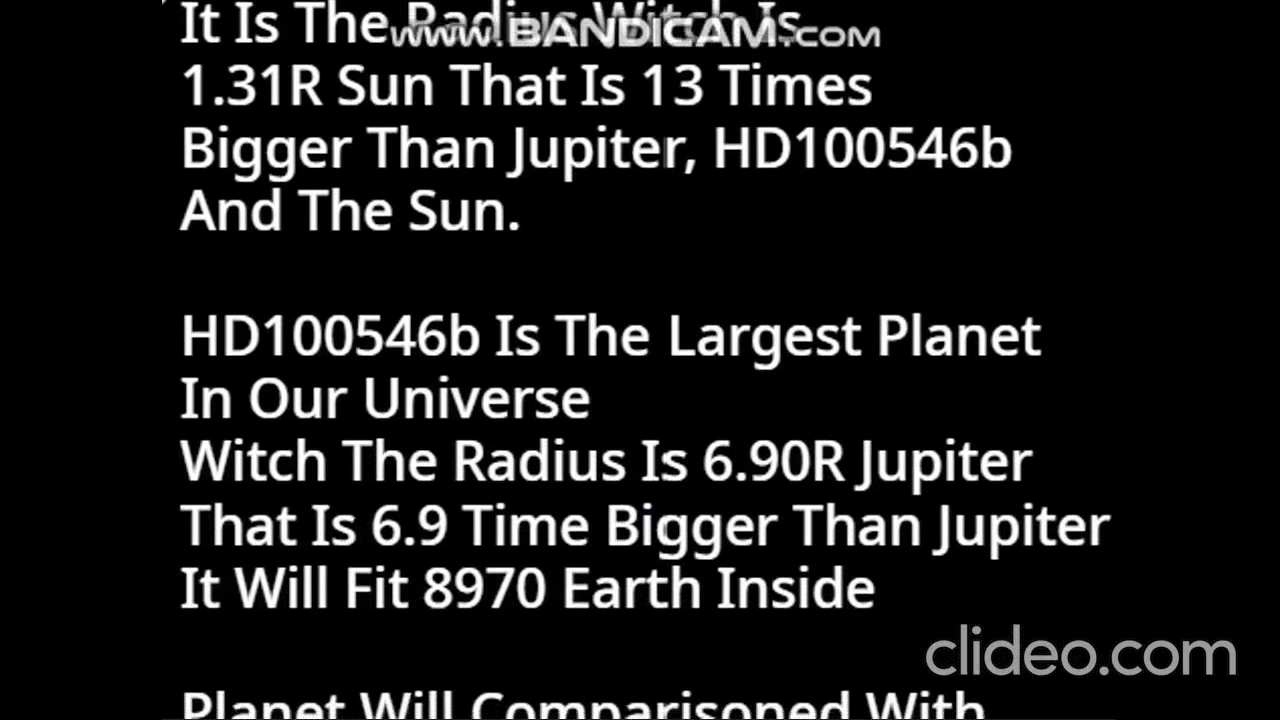 It Is The Radius Witch Is
www.BANDICAM.com
1.31R Sun That Is 13 Times
Bigger Than Jupiter, HD100546b
And The Sun.
HD100546b Is The Largest Planet
In Our Universe
Witch The Radius Is 6.90R Jupiter
That Is 6.9 Time Bigger Than Jupiter
It Will Fit 8970 Earth Inside
clideo.com
Planet Will Comparisoned With